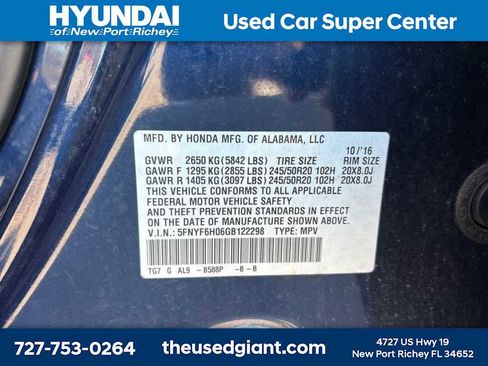 HYUNDAI
of New Port Richey
Used Car Super Center
MFD. BY HONDA MFG. OF ALABAMA, LLC
10/'16
GVWR 2650 KG (5842 LBS) TIRE SIZE RIM SIZE
GAWR F 1295 KG (2855 LBS) 245/50R20 102H 20X8.0J
GAWR R 1405 KG (3097 LBS) 245/50R20 102H 20X8.0J
THIS VEHICLE CONFORMS TO ALL APPLICABLE
FEDERAL MOTOR VEHICLE SAFETY
STANDARDS IN EFFECT ON THE DATE OF
MANUFACTURE SHOWN ABOVE.
V.I.N.: 5FNYF6H06GB122298 TYPE: MPV
TG7 G AL9 -B588P -B-B
727-753-0264
theusedgiant.com
4727 US Hwy 19
New Port Richey FL 34652